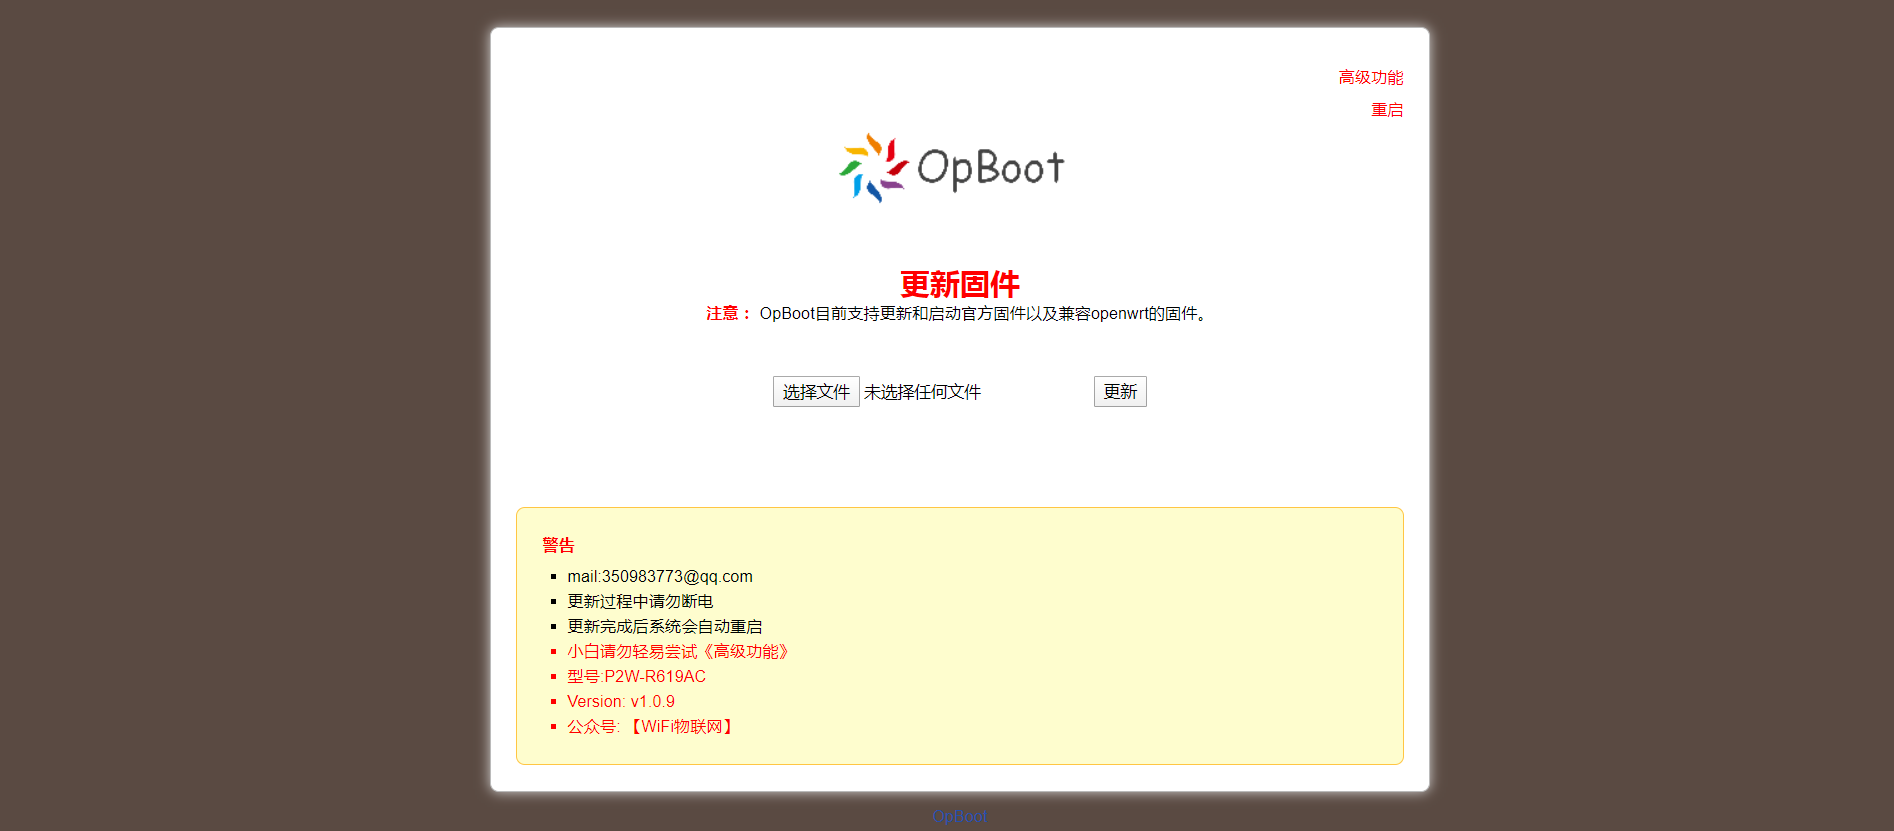 高级功能
重启
OpBoot
更新固件
注意： OpBoot目前支持更新和启动官方固件以及兼容openwrt的固件。
选择文件 未选择任何文件 更新
警告
mail:350983773@qq.com
更新过程中请勿断电
更新完成后系统会自动重启
小白请勿轻易尝试《高级功能》
型号:P2W-R619AC
Version: v1.0.9
公众号: 【WiFi物联网】
OpBoot